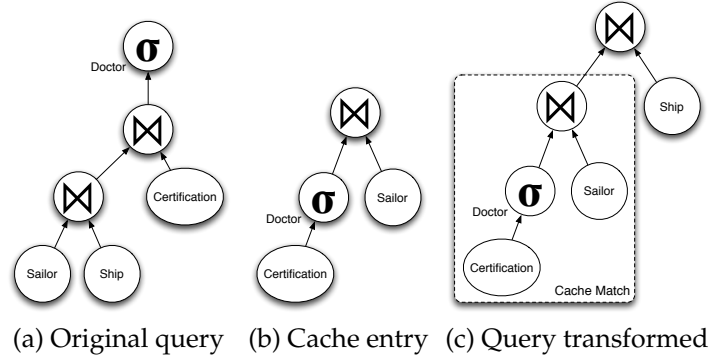 σ
Doctor
⋈
⋈
Certification
Sailor
Ship
(a) Original query
⋈
σ
Doctor
Sailor
Certification
(b) Cache entry
⋈
⋈
Ship
σ
Doctor
Sailor
Certification
Cache Match
(c) Query transformed